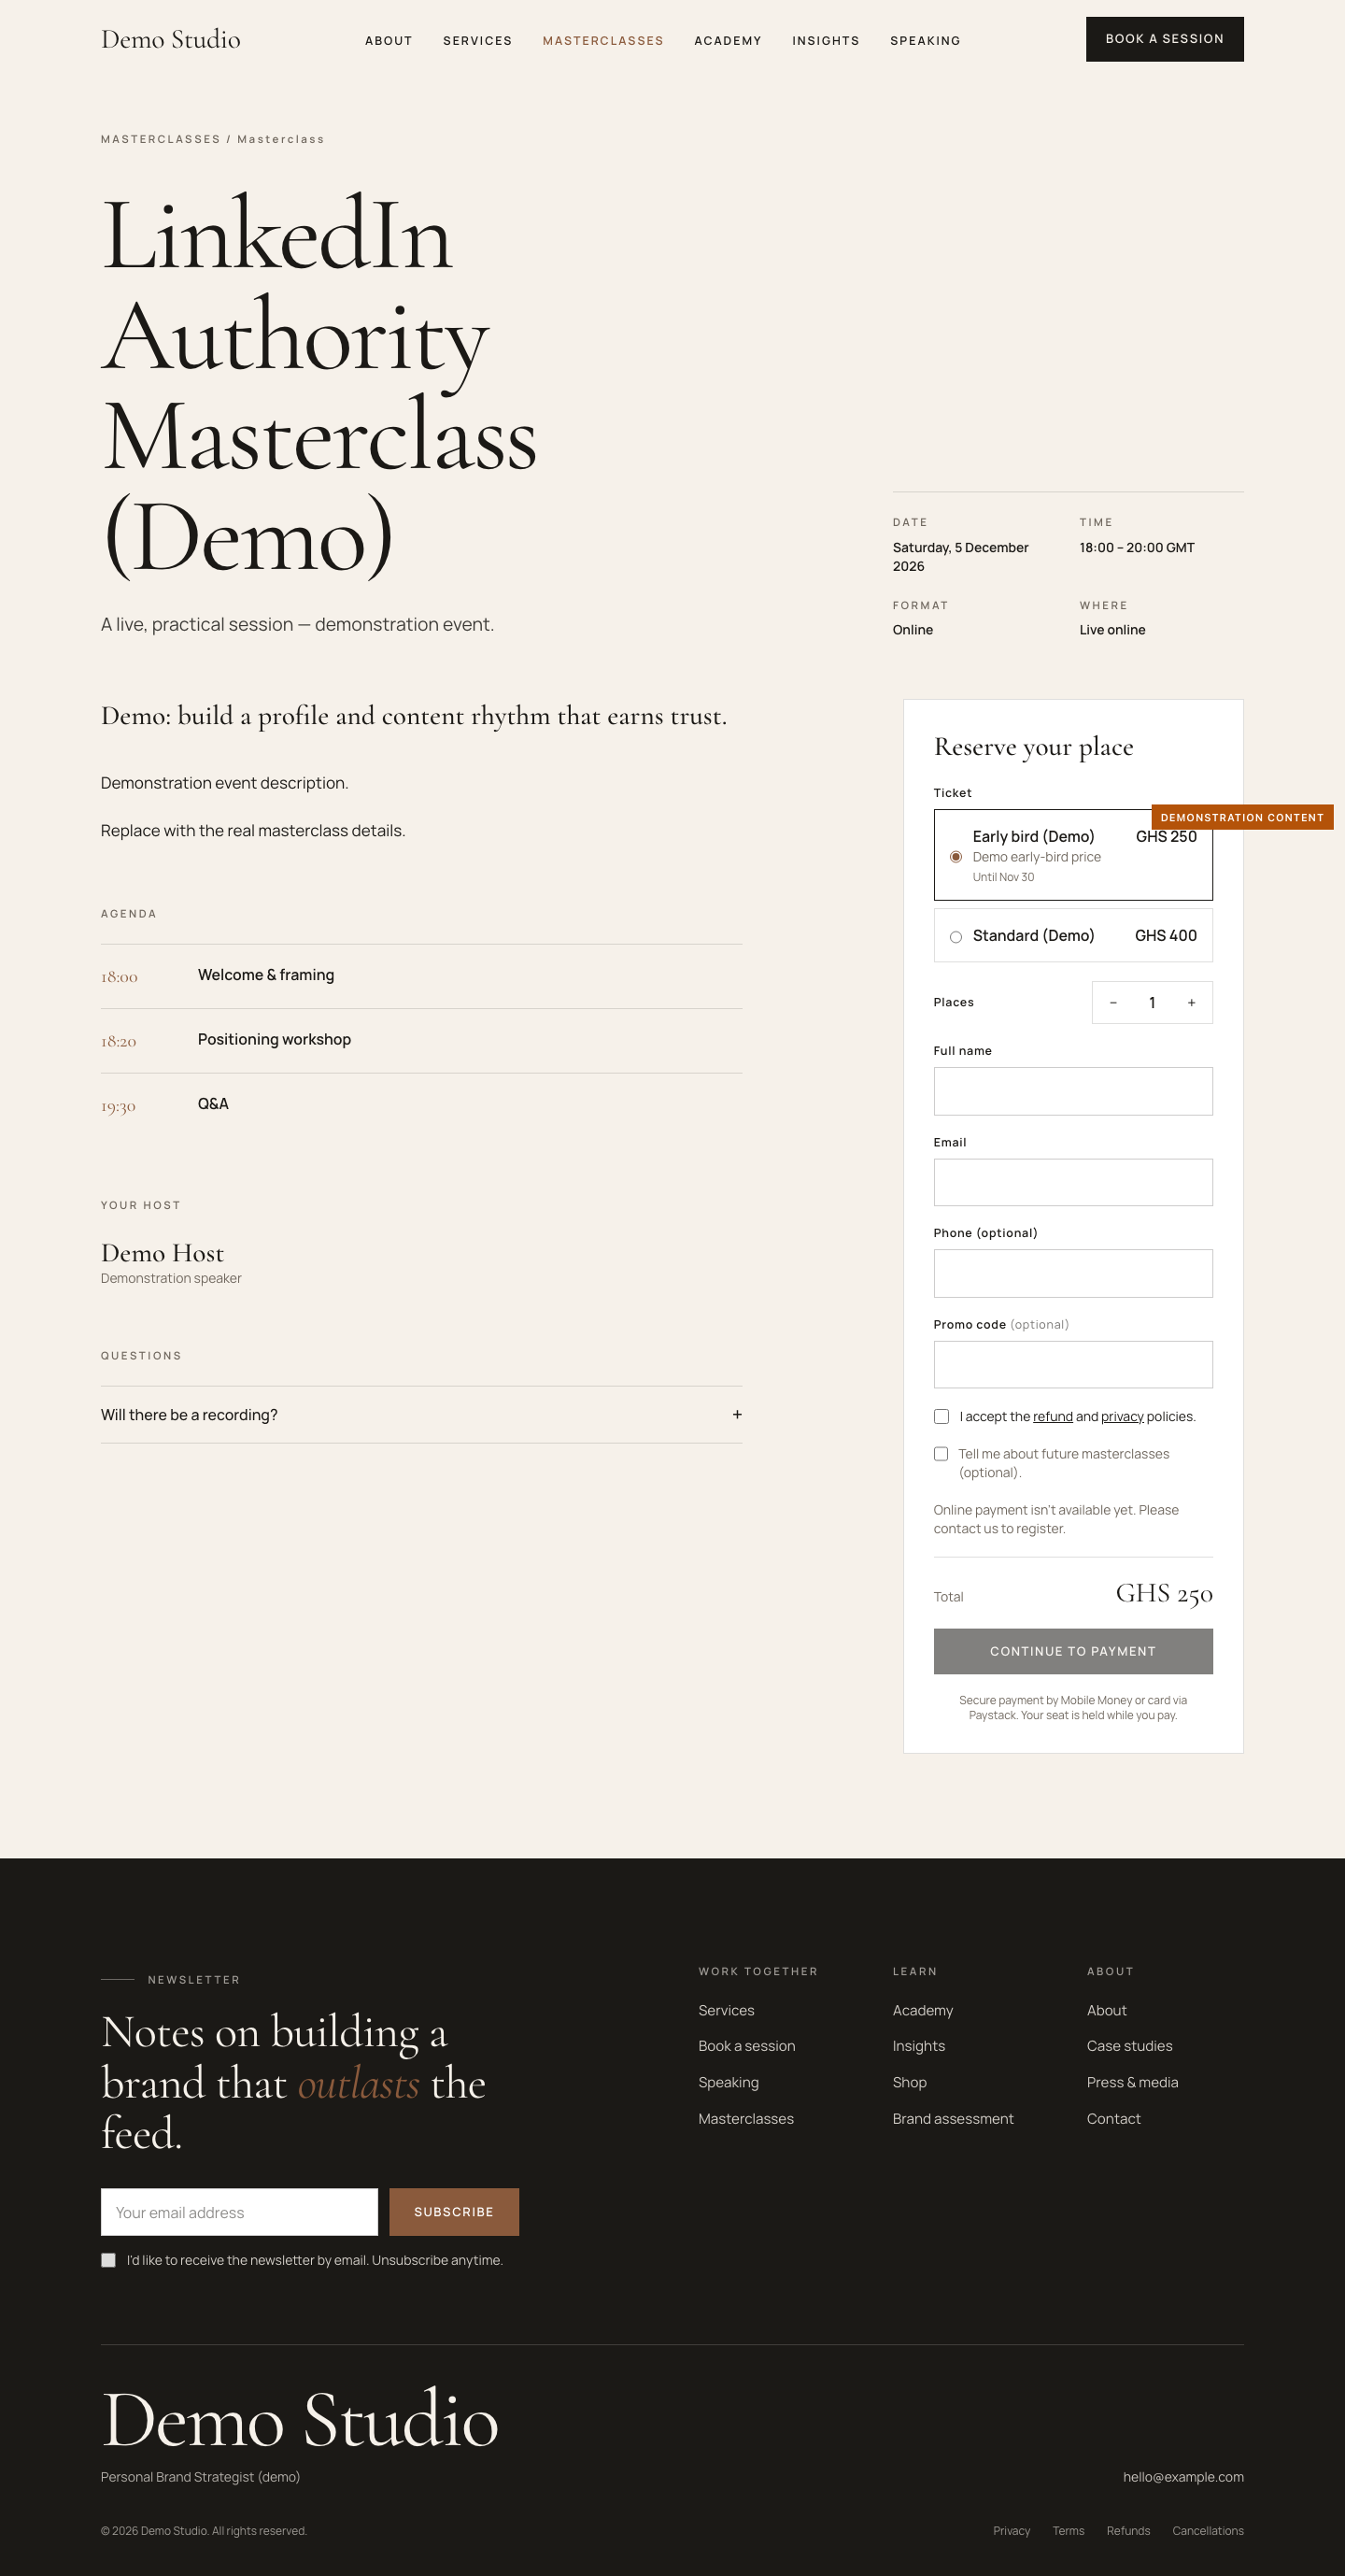 Demo Studio
ABOUT
SERVICES
MASTERCLASSES
ACADEMY
INSIGHTS
SPEAKING
BOOK A SESSION
MASTERCLASSES / Masterclass
LinkedIn
Authority
Masterclass
(Demo)
A live, practical session — demonstration event.
DATE
Saturday, 5 December
2026
TIME
18:00 – 20:00 GMT
FORMAT
Online
WHERE
Live online
Demo: build a profile and content rhythm that earns trust.
Demonstration event description.
Replace with the real masterclass details.
AGENDA
18:00 Welcome & framing
18:20 Positioning workshop
19:30 Q&A
YOUR HOST
Demo Host
Demonstration speaker
QUESTIONS
Will there be a recording? +
Reserve your place
Ticket
DEMONSTRATION CONTENT
Early bird (Demo) GHS 250
Demo early-bird price
Until Nov 30
Standard (Demo) GHS 400
Places − 1 +
Full name
Email
Phone (optional)
Promo code (optional)
I accept the refund and privacy policies.
Tell me about future masterclasses
(optional).
Online payment isn't available yet. Please
contact us to register.
Total GHS 250
CONTINUE TO PAYMENT
Secure payment by Mobile Money or card via
Paystack. Your seat is held while you pay.
NEWSLETTER
Notes on building a
brand that outlasts the
feed.
Your email address
SUBSCRIBE
I'd like to receive the newsletter by email. Unsubscribe anytime.
WORK TOGETHER
Services
Book a session
Speaking
Masterclasses
LEARN
Academy
Insights
Shop
Brand assessment
ABOUT
About
Case studies
Press & media
Contact
Demo Studio
Personal Brand Strategist (demo)
hello@example.com
© 2026 Demo Studio. All rights reserved.
Privacy
Terms
Refunds
Cancellations